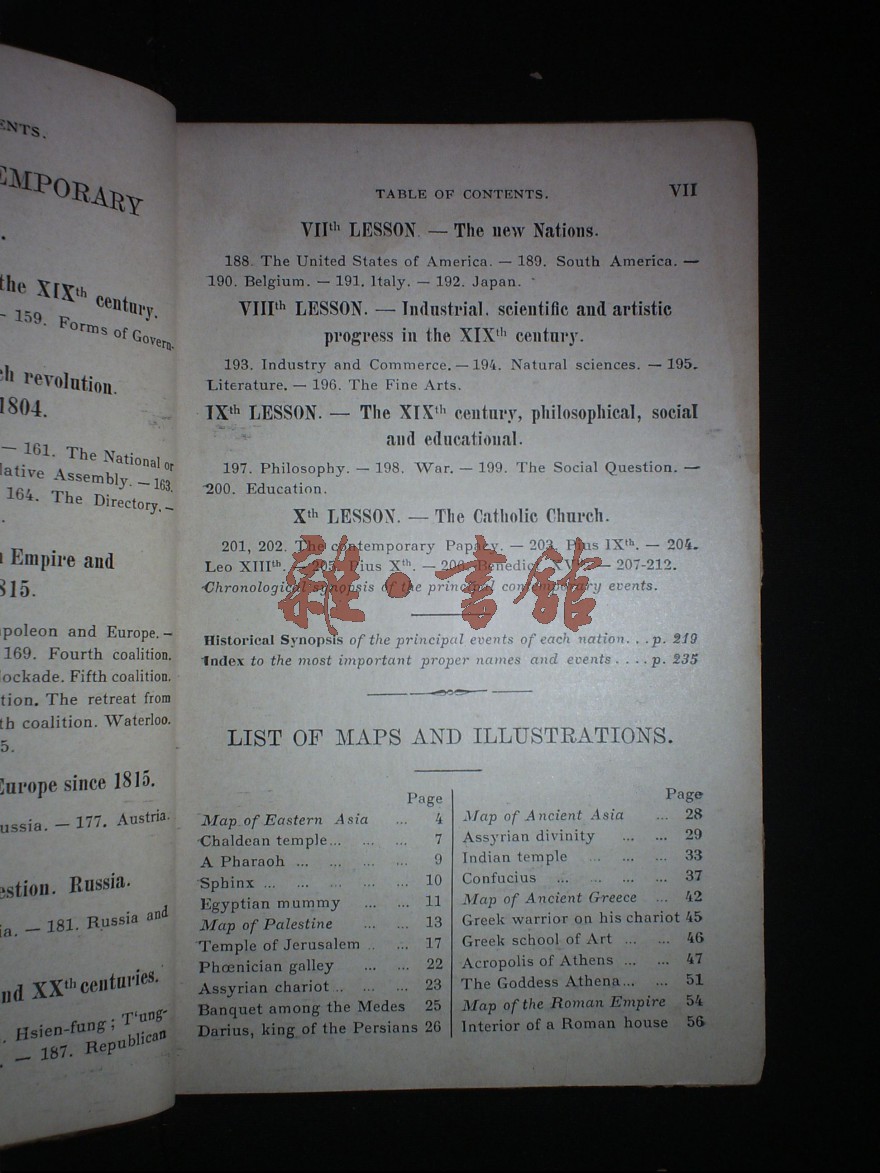 ENTS.
EMPORARY
the XIXth century.
— 159. Forms of Govern-
ch revolution.
1804.
— 161. The National or
lative Assembly. — 163.
164. The Directory. —
Empire and
815.
poleon and Europe. —
169. Fourth coalition.
lockade. Fifth coalition.
tion. The retreat from
th coalition. Waterloo.
5.
Europe since 1815.
ussia. — 177. Austria.
estion. Russia.
ia. — 181. Russia and
nd XXth centuries.
. Hsien-fung; T'ung-
. — 187. Republican
TABLE OF CONTENTS. VII
VIIth LESSON. — The new Nations.
188. The United States of America. — 189. South America. —
190. Belgium. — 191. Italy. — 192. Japan.
VIIIth LESSON. — Industrial. scientific and artistic
progress in the XIXth century.
193. Industry and Commerce. — 194. Natural sciences. — 195.
Literature. — 196. The Fine Arts.
IXth LESSON. — The XIXth century, philosophical, social
and educational.
197. Philosophy. — 198. War. — 199. The Social Question. —
200. Education.
Xth LESSON. — The Catholic Church.
201, 202. The contemporary Papacy. — 203. Pius IXth. — 204.
Leo XIIIth. — 205. Pius Xth. — 206. Benedict XVth. — 207-212.
Chronological synopsis of the principal contemporary events.
雜·書館
Historical Synopsis of the principal events of each nation. . . p. 219
Index to the most important proper names and events . . . . p. 235
LIST OF MAPS AND ILLUSTRATIONS.
Page
Map of Eastern Asia ... 4
Chaldean temple... ... ... 7
A Pharaoh ... ... ... ... 9
Sphinx ... ... ... ... ... 10
Egyptian mummy ... ... 11
Map of Palestine ... ... 13
Temple of Jerusalem .. ... 17
Phœnician galley ... ... 22
Assyrian chariot .. ... ... 23
Banquet among the Medes 25
Darius, king of the Persians 26
Page
Map of Ancient Asia ... 28
Assyrian divinity ... ... 29
Indian temple ... ... ... 33
Confucius ... ... ... ... 37
Map of Ancient Greece ... 42
Greek warrior on his chariot 45
Greek school of Art ... ... 46
Acropolis of Athens ... ... 47
The Goddess Athena... ... 51
Map of the Roman Empire 54
Interior of a Roman house 56